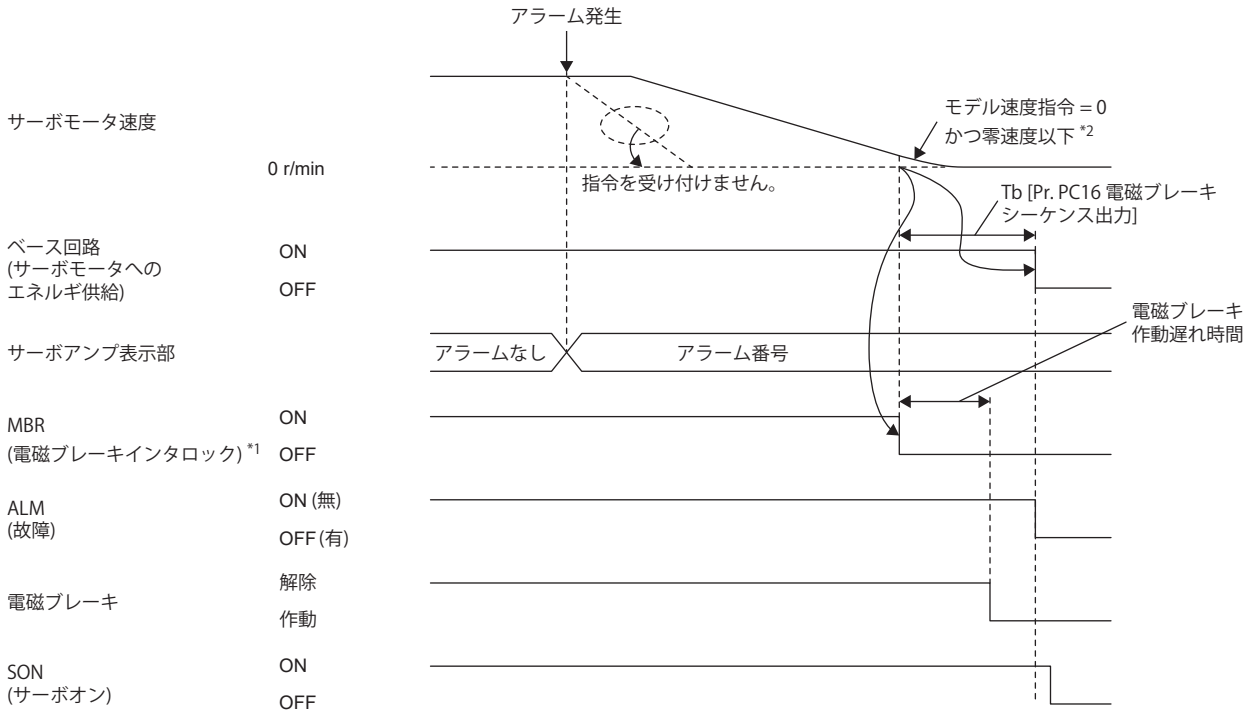 アラーム発生
サーボモータ速度
0 r/min
モデル速度指令 = 0
かつ零速度以下 *2
指令を受け付けません。
Tb [Pr. PC16 電磁ブレーキ
シーケンス出力]
ベース回路
(サーボモータへの
エネルギ供給)
ON
OFF
電磁ブレーキ
作動遅れ時間
サーボアンプ表示部
アラームなし
アラーム番号
MBR
(電磁ブレーキインタロック) *1
ON
OFF
ALM
(故障)
ON (無)
OFF (有)
電磁ブレーキ
解除
作動
SON
(サーボオン)
ON
OFF